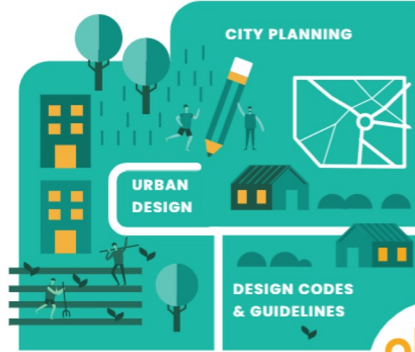 CITY PLANNING
URBAN
DESIGN
DESIGN CODES
& GUIDELINES